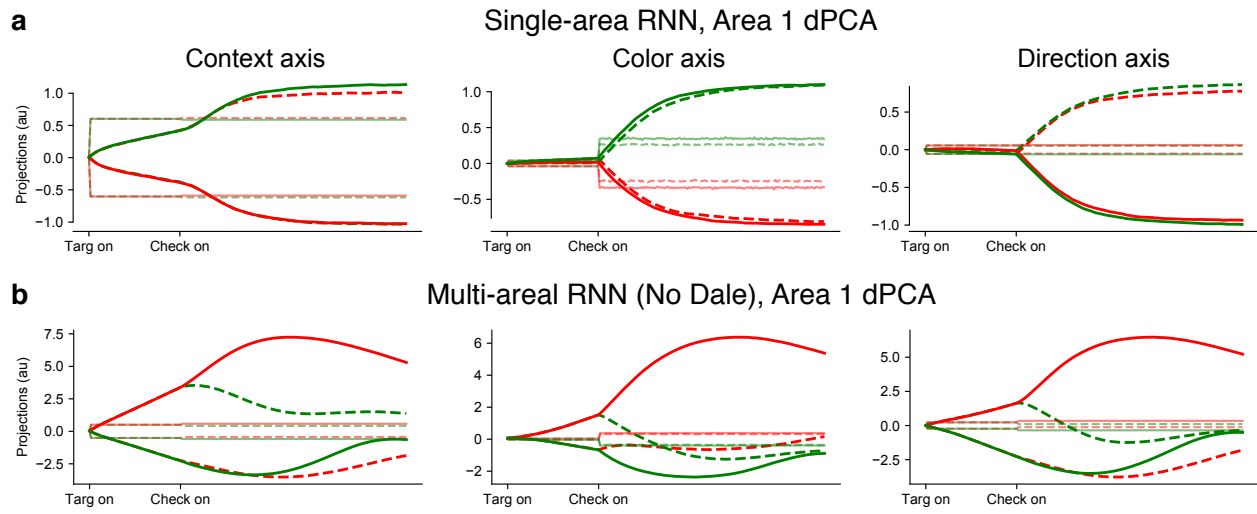 a
Single-area RNN, Area 1 dPCA
Context axis
Color axis
Direction axis
Projections (au)
1.0
0.5
0.0
−0.5
−1.0
Targ on
Check on
1.0
0.5
0.0
−0.5
Targ on
Check on
0.5
0.0
−0.5
−1.0
Targ on
Check on
b
Multi-areal RNN (No Dale), Area 1 dPCA
Projections (au)
7.5
5.0
2.5
0.0
−2.5
Targ on
Check on
6
4
2
0
−2
Targ on
Check on
5.0
2.5
0.0
−2.5
Targ on
Check on